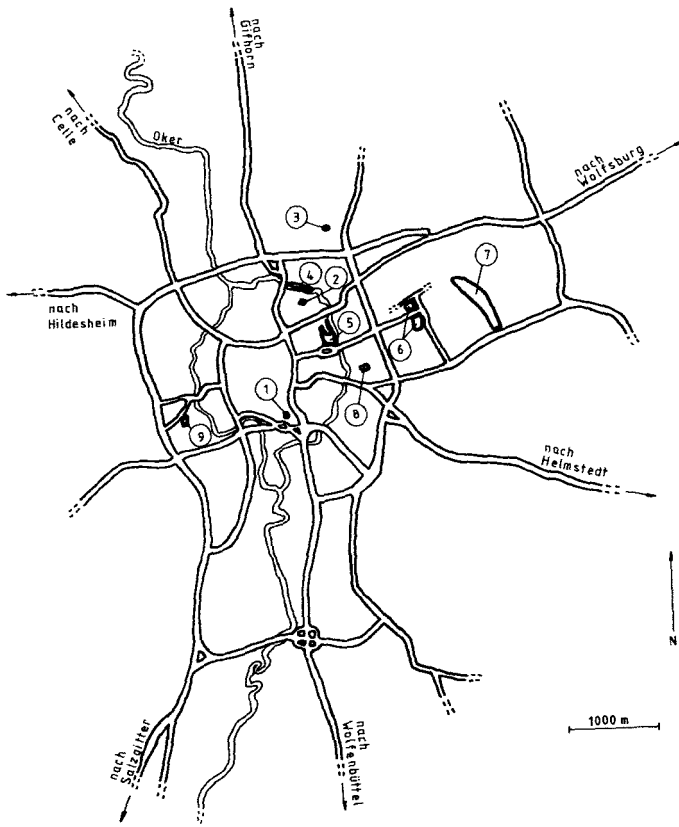 nach
Gifhorn
nach
Celle
Oker
nach
Wolfsburg
3
7
4
2
nach
Hildesheim
5
6
1
8
9
nach
Helmstedt
N
1000 m
nach
Salzgitter
nach
Wolfenbüttel